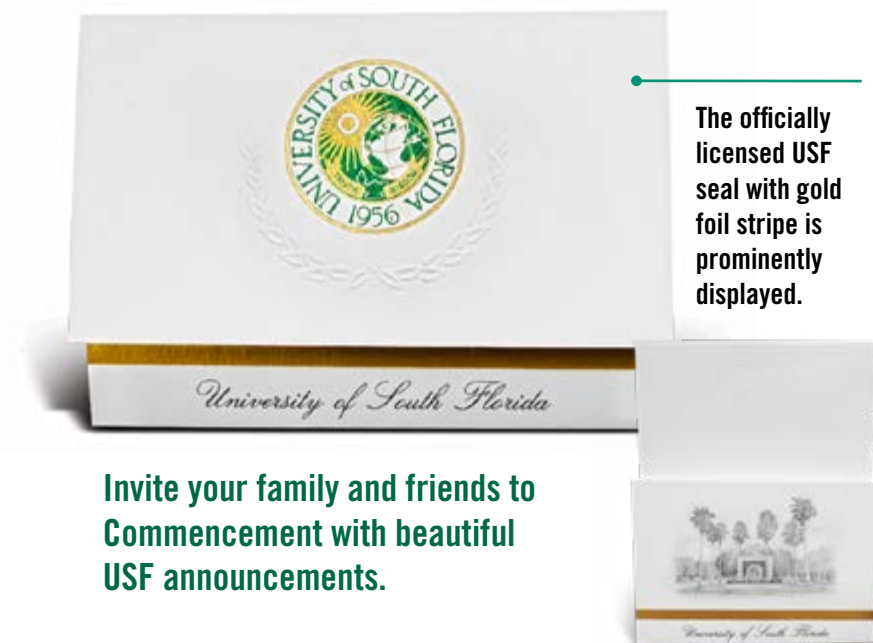 UNIVERSITY of SOUTH FLORIDA
1956
The officially
licensed USF
seal with gold
foil stripe is
prominently
displayed.
University of South Florida
Invite your family and friends to
Commencement with beautiful
USF announcements.
University of South Florida